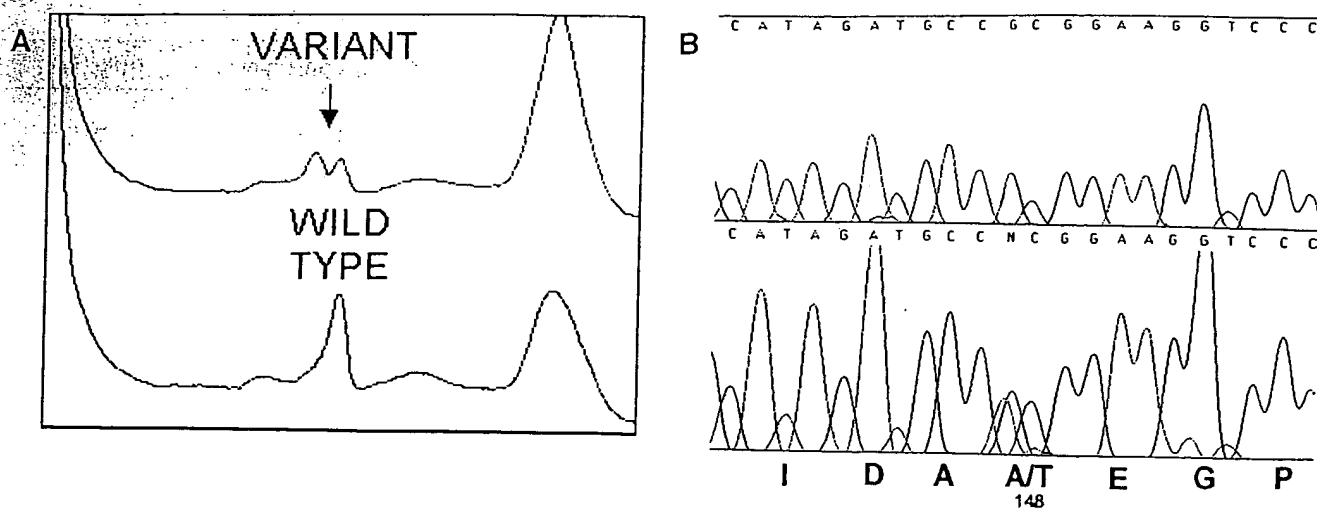 A
VARIANT
WILD
TYPE
B
C A T A G A T G C C G C G G A A G G T C C C
C A T A G A T G C C N C G G A A G G T C C C
I D A A/T E G P
148